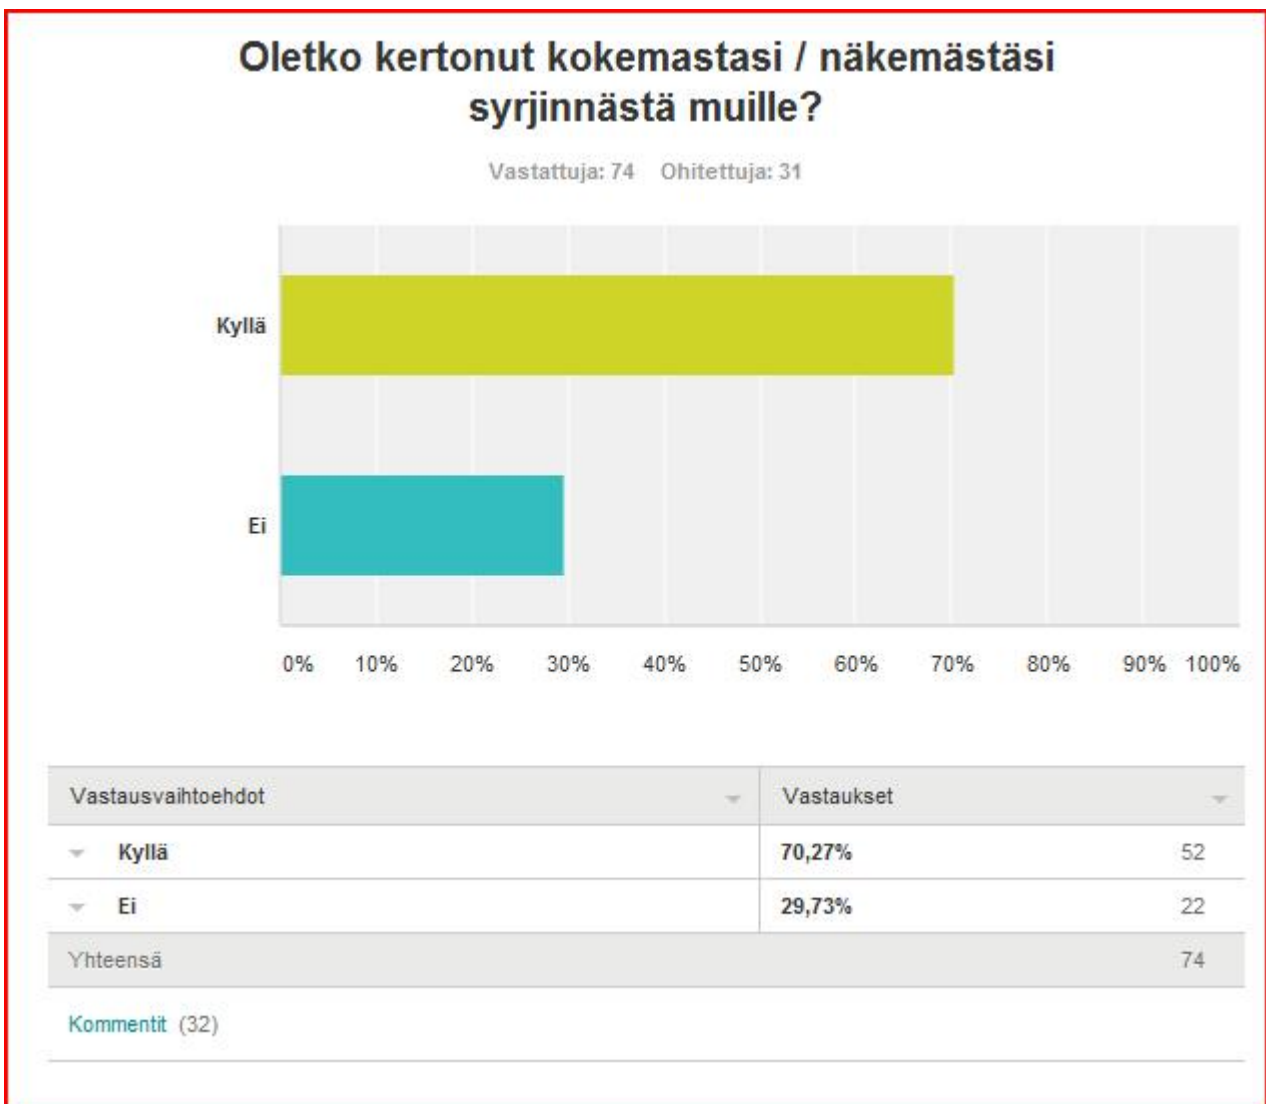 Oletko kertonut kokemastasi / näkemästäsi
syrjinnästä muille?
Vastattuja: 74 Ohitettuja: 31
Kyllä
Ei
0% 10% 20% 30% 40% 50% 60% 70% 80% 90% 100%
Vastausvaihtoehdot Vastaukset
Kyllä 70,27% 52
Ei 29,73% 22
Yhteensä 74
Kommentit (32)